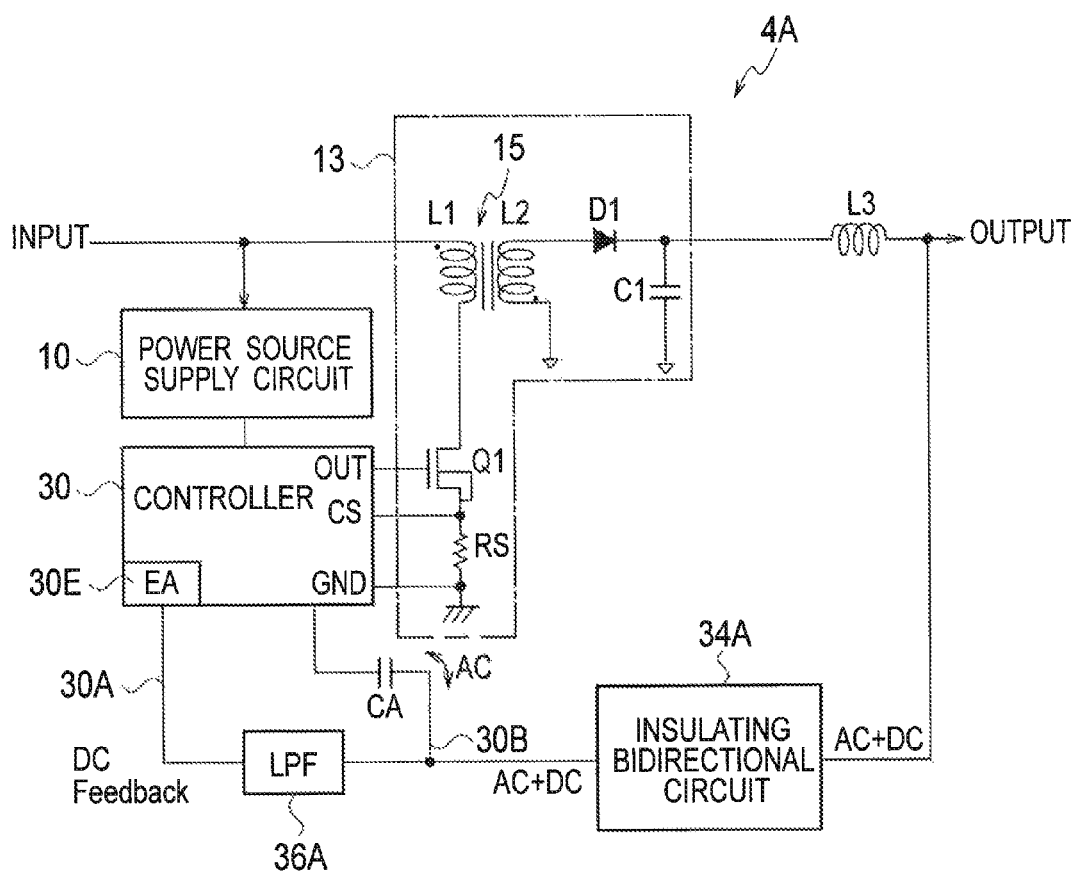 4A
13
15
L1
L2
D1
L3
INPUT
OUTPUT
C1
10
POWER SOURCE
SUPPLY CIRCUIT
OUT
Q1
30
CONTROLLER
CS
RS
30E
EA
GND
34A
AC
30A
CA
30B
INSULATING
BIDIRECTIONAL
CIRCUIT
AC+DC
DC
Feedback
LPF
AC+DC
36A